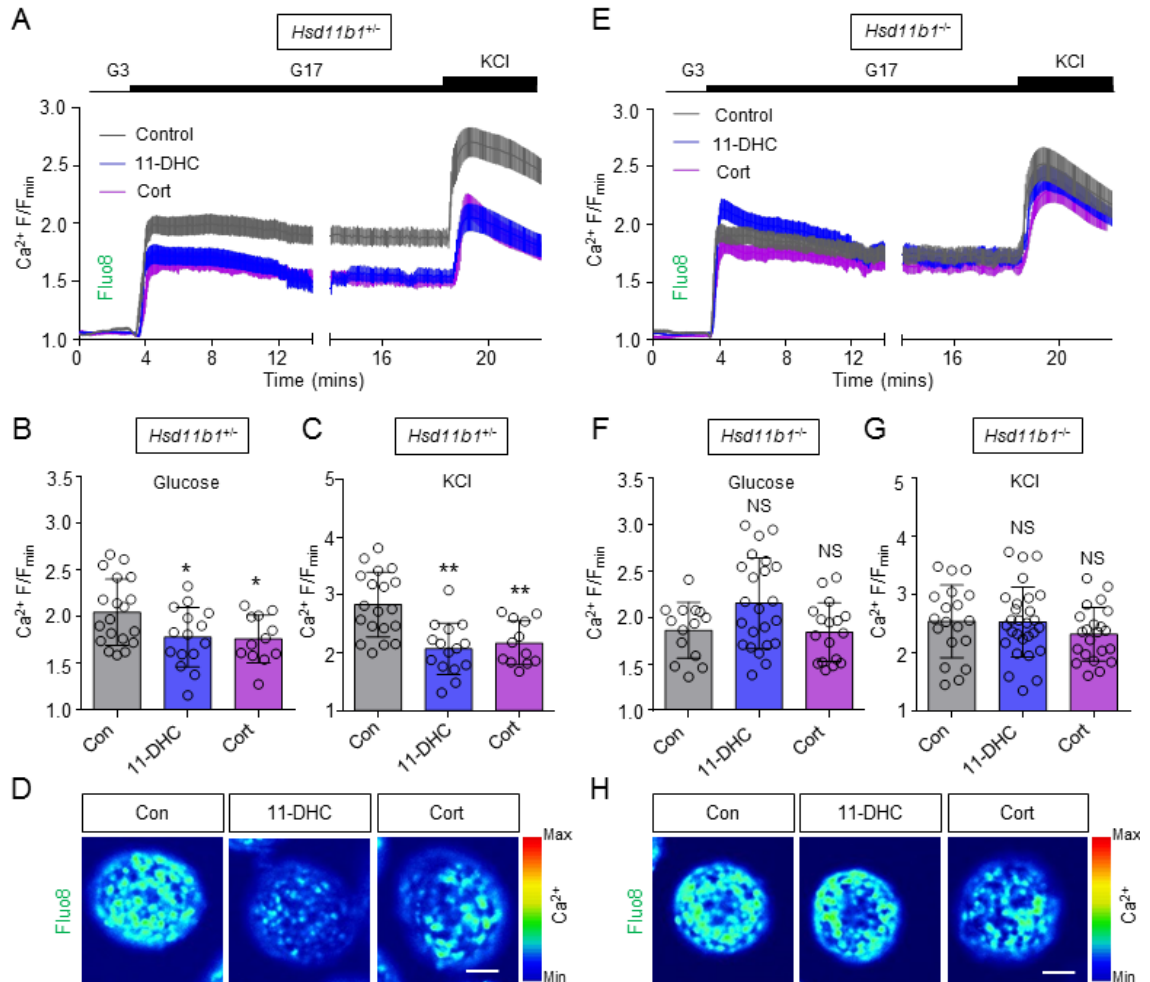 A
Hsd11b1+/-
G3
G17
KCl
3.0
2.5
2.0
1.5
1.0
Ca2+ F/Fmin
Fluo8
Control
11-DHC
Cort
0
4
8
12
16
20
Time (mins)
E
Hsd11b1-/-
G3
G17
KCl
3.0
2.5
2.0
1.5
1.0
Ca2+ F/Fmin
Fluo8
Control
11-DHC
Cort
0
4
8
12
16
20
Time (mins)
B
Hsd11b1+/-
Glucose
3.5
3.0
2.5
2.0
1.5
1.0
Ca2+ F/Fmin
*
*
Con
11-DHC
Cort
C
Hsd11b1+/-
KCl
5
4
3
2
1
Ca2+ F/Fmin
**
**
Con
11-DHC
Cort
F
Hsd11b1-/-
Glucose
NS
NS
3.5
3.0
2.5
2.0
1.5
1.0
Ca2+ F/Fmin
Con
11-DHC
Cort
G
Hsd11b1-/-
KCl
NS
NS
5
4
3
2
1
Ca2+ F/Fmin
Con
11-DHC
Cort
D
Con
11-DHC
Cort
Fluo8
Max
Ca2+
Min
H
Con
11-DHC
Cort
Fluo8
Max
Ca2+
Min